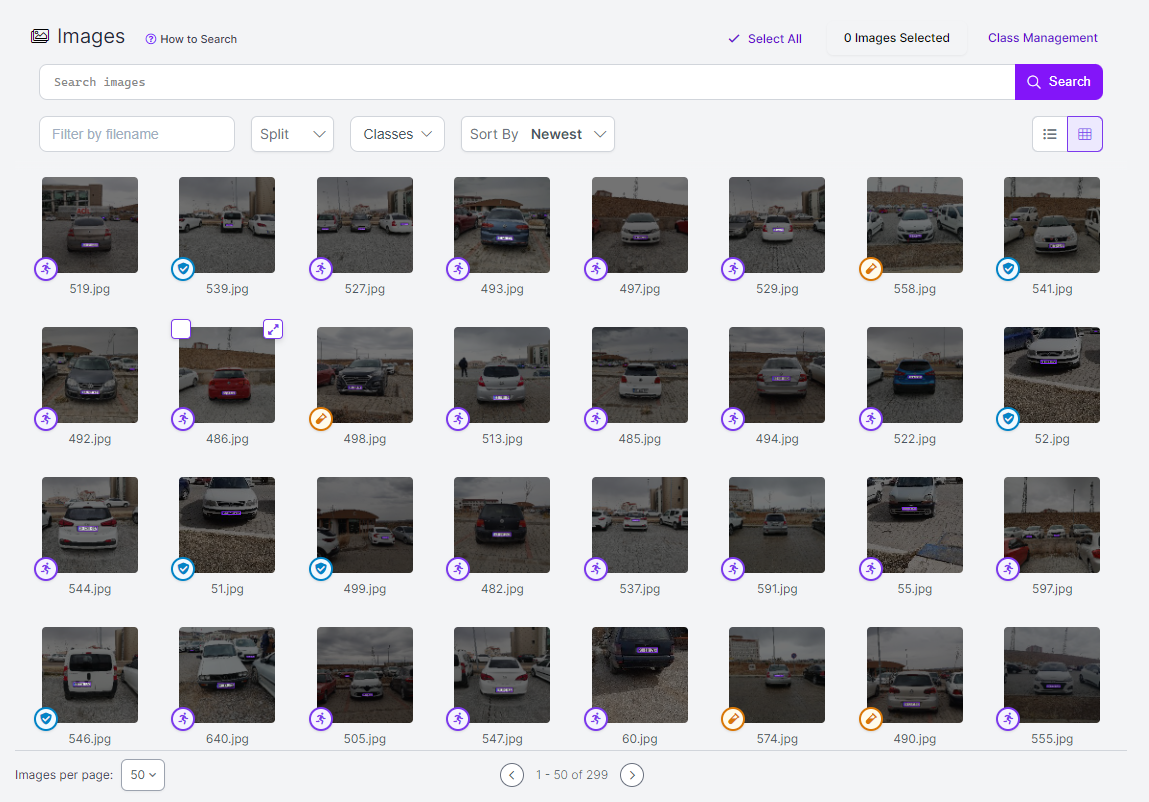 Images
How to Search
Select All
0 Images Selected
Class Management
Search images
Search
Filter by filename
Split
Classes
Sort By Newest
519.jpg
539.jpg
527.jpg
493.jpg
497.jpg
529.jpg
558.jpg
541.jpg
492.jpg
486.jpg
498.jpg
513.jpg
485.jpg
494.jpg
522.jpg
52.jpg
544.jpg
51.jpg
499.jpg
482.jpg
537.jpg
591.jpg
55.jpg
597.jpg
546.jpg
640.jpg
505.jpg
547.jpg
60.jpg
574.jpg
490.jpg
555.jpg
Images per page: 50
1 - 50 of 299